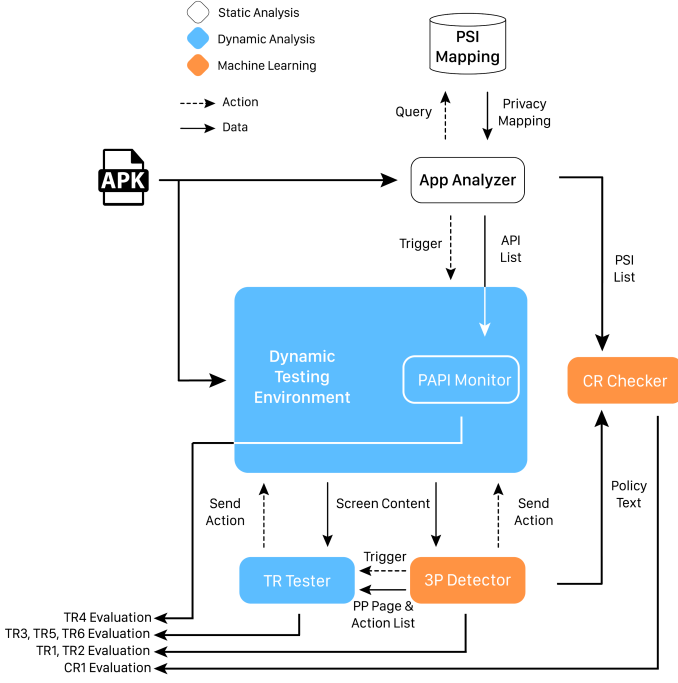 Static Analysis
Dynamic Analysis
Machine Learning
Action
Data
PSI
Mapping
Query
Privacy
Mapping
APK
App Analyzer
Trigger
API
List
PSI
List
Dynamic
Testing
Environment
PAPI Monitor
CR Checker
Send
Action
Screen Content
Send
Action
Policy
Text
Trigger
TR Tester
3P Detector
PP Page &
Action List
TR4 Evaluation
TR3, TR5, TR6 Evaluation
TR1, TR2 Evaluation
CR1 Evaluation